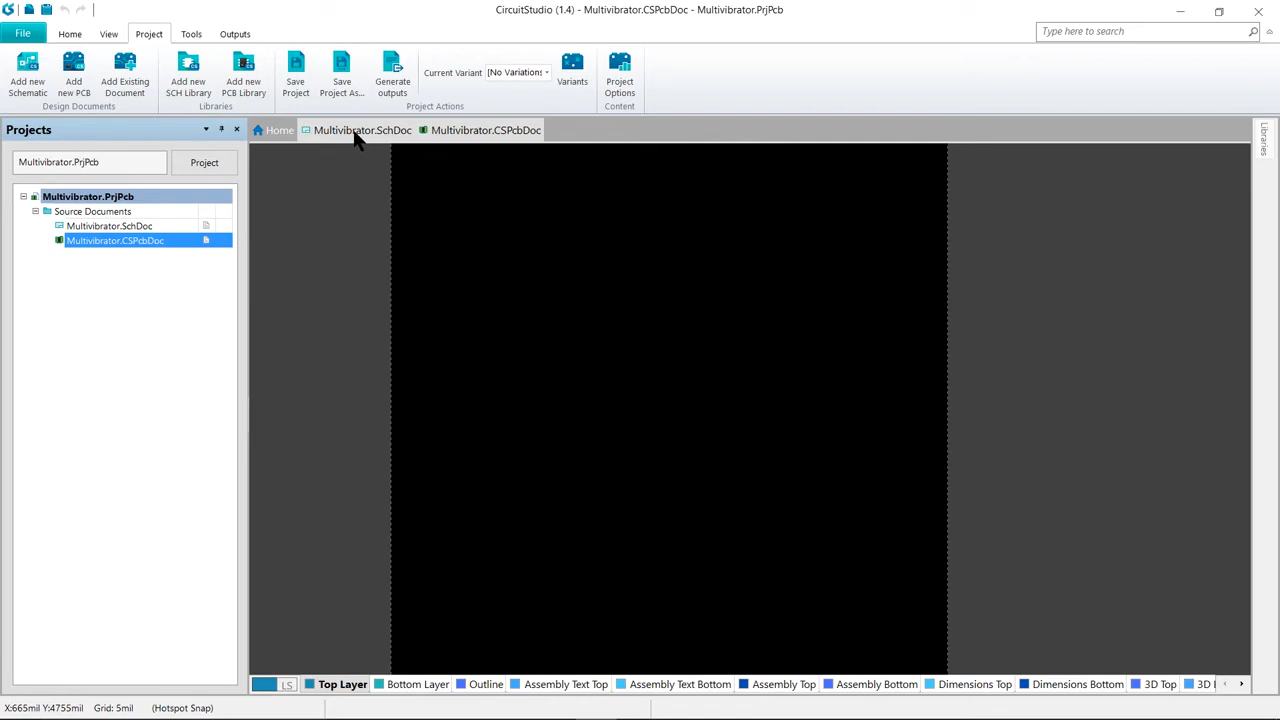 CircuitStudio (1.4) - Multivibrator.CSPcbDoc - Multivibrator.PrjPcb
File Home View Project Tools Outputs
Type here to search
Add new Schematic
Add new PCB
Add Existing Document
Add new SCH Library
Add new PCB Library
Save Project
Save Project As...
Generate outputs
Current Variant [No Variations]
Variants
Project Options
Design Documents Libraries Project Actions Content
Projects
Home Multivibrator.SchDoc Multivibrator.CSPcbDoc
Libraries
Multivibrator.PrjPcb Project
Multivibrator.PrjPcb
Source Documents
Multivibrator.SchDoc
Multivibrator.CSPcbDoc
LS Top Layer Bottom Layer Outline Assembly Text Top Assembly Text Bottom Assembly Top Assembly Bottom Dimensions Top Dimensions Bottom 3D Top 3D
X:665mil Y:4755mil Grid: 5mil (Hotspot Snap)